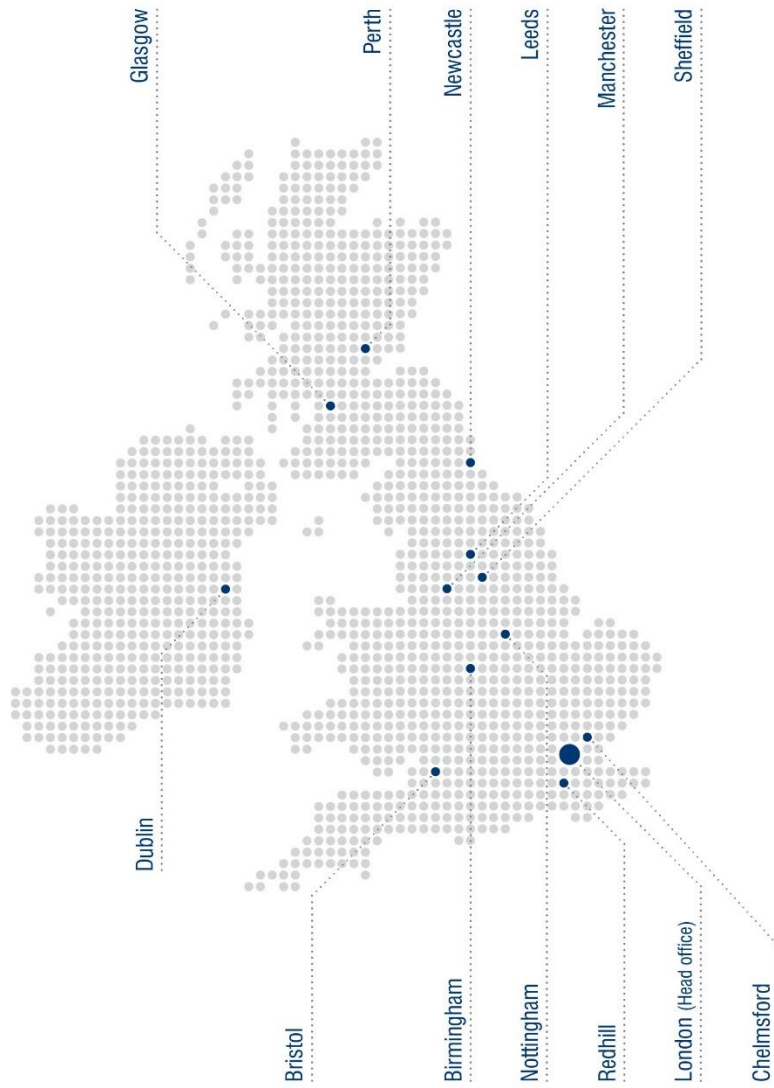 Glasgow
Perth
Newcastle
Leeds
Manchester
Sheffield
Dublin
Bristol
Birmingham
Nottingham
Redhill
London (Head office)
Chelmsford